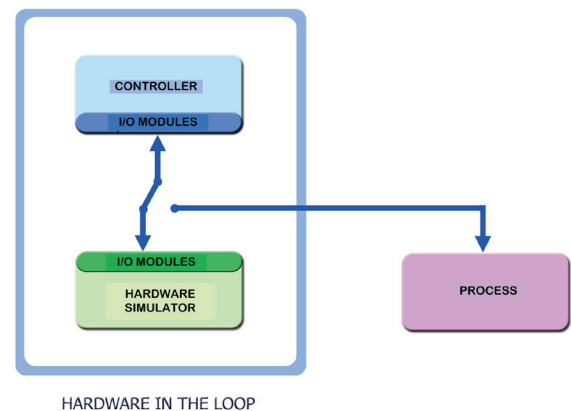 CONTROLLER
I/O MODULES
I/O MODULES
HARDWARE
SIMULATOR
PROCESS
HARDWARE IN THE LOOP